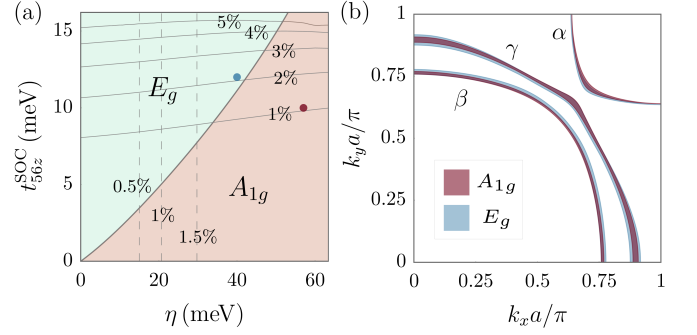 (a)
15
10
5
0
t_{56z}^{SOC} (meV)
5%
4%
3%
2%
1%
E_g
A_{1g}
0.5%
1%
1.5%
0
20
40
60
η (meV)
(b)
1
0.75
0.5
0.25
0
k_y a/π
α
γ
β
A_{1g}
E_g
0
0.25
0.5
0.75
1
k_x a/π